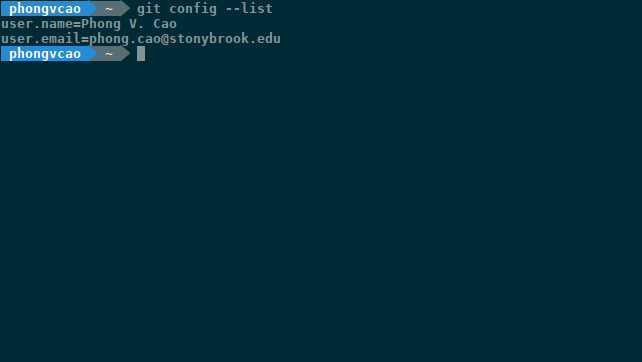 phongvcao ~ git config --list
user.name=Phong V. Cao
user.email=phong.cao@stonybrook.edu
phongvcao ~